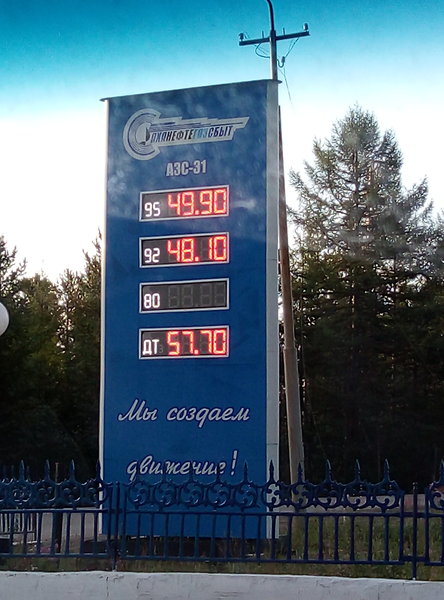 САХАНЕФТЕГАЗСБЫТ
АЗС-31
95 49.90
92 48.10
80
ДТ 57.70
Мы создаем
движение!